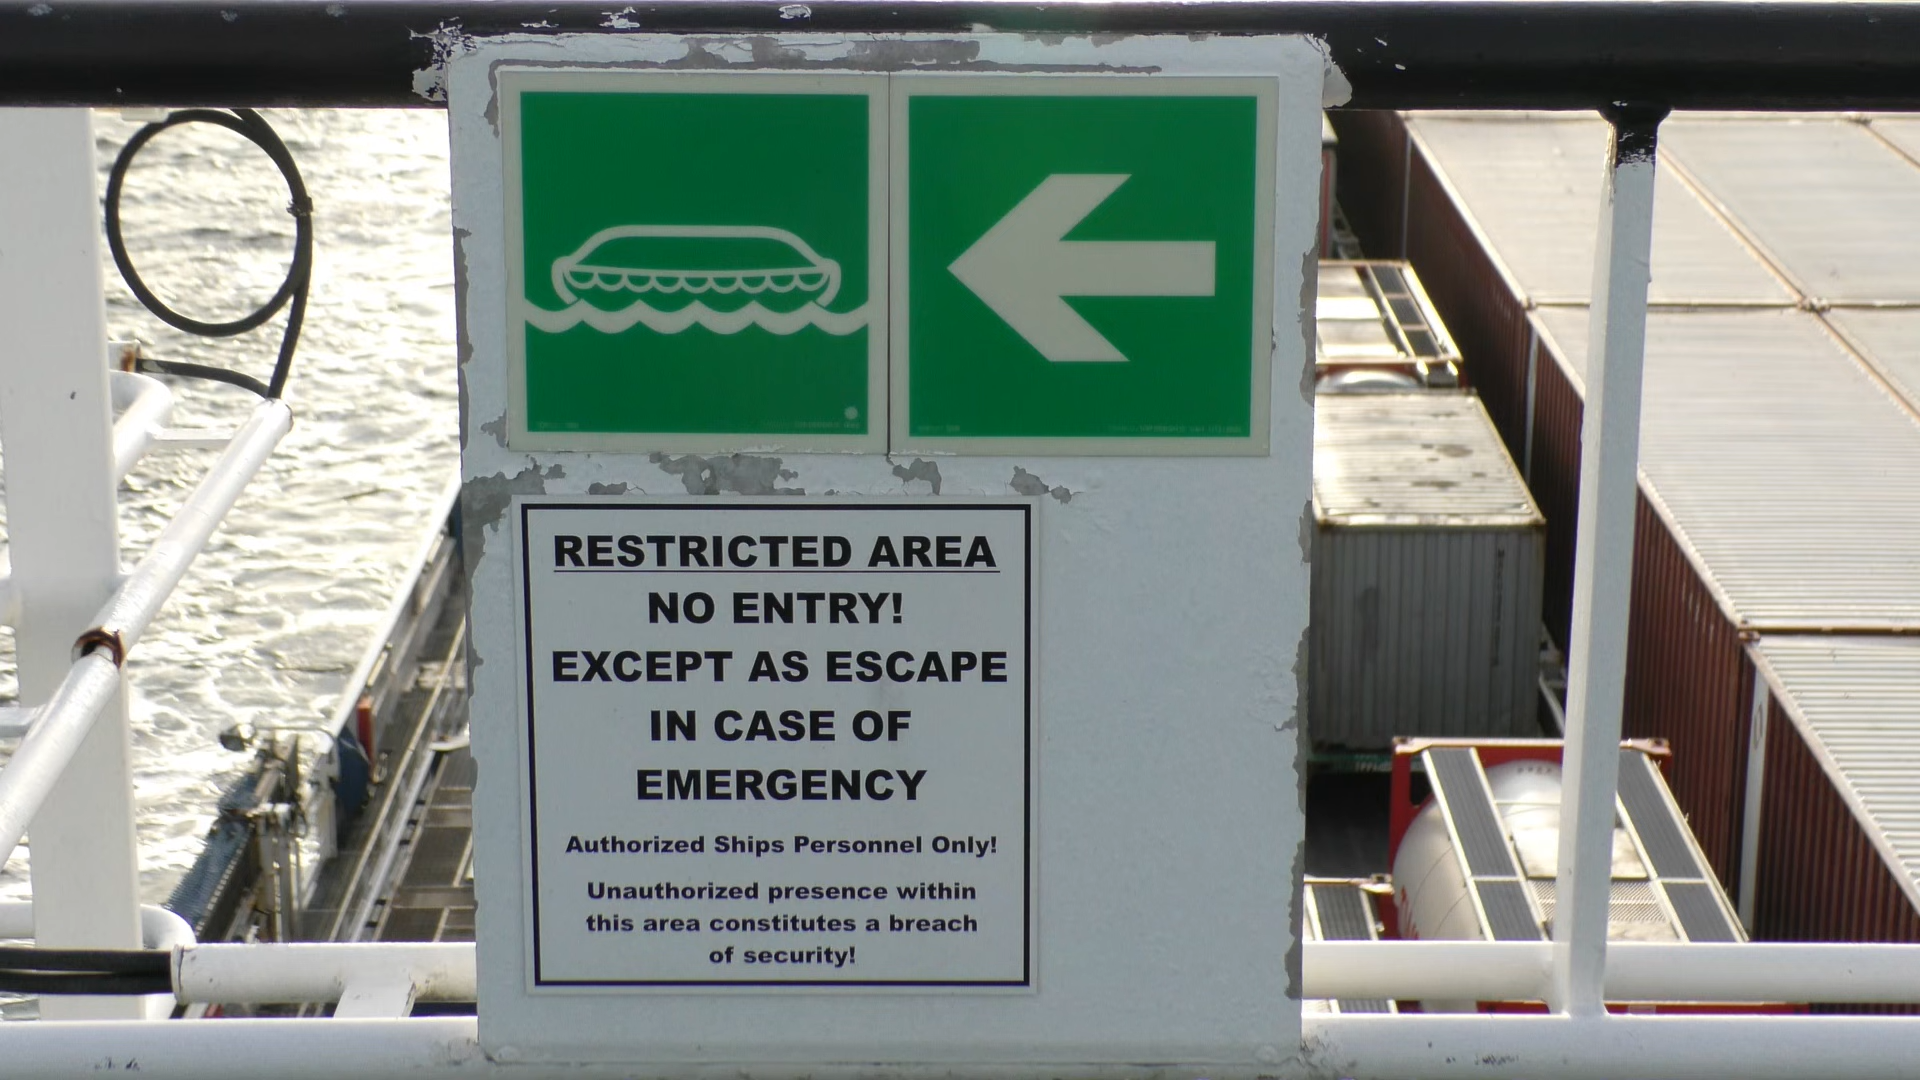 RESTRICTED AREA
NO ENTRY!
EXCEPT AS ESCAPE
IN CASE OF
EMERGENCY
Authorized Ships Personnel Only!
Unauthorized presence within
this area constitutes a breach
of security!